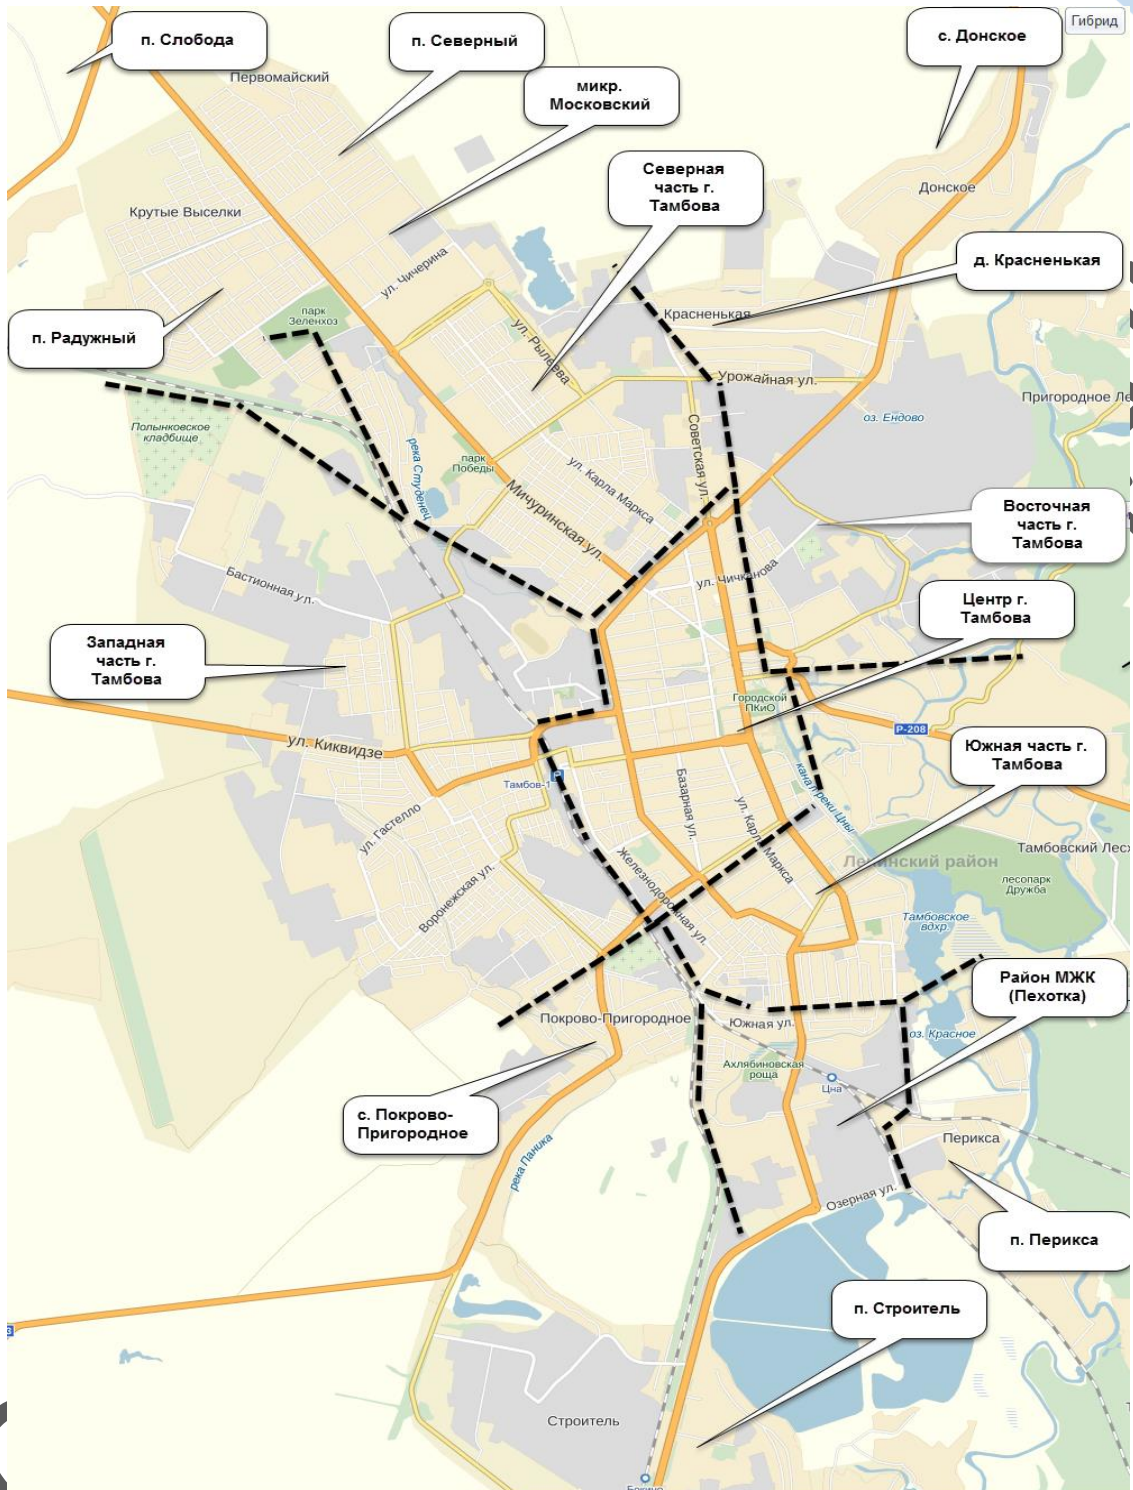 Гибрид
п. Слобода
п. Северный
с. Донское
Первомайский
микр.
Московский
Северная
часть г.
Тамбова
Донское
Крутые Выселки
д. Красненькая
ул. Чичерина
парк
Зеленхоз
Красненькая
п. Радужный
ул. Рылеева
Урожайная ул.
Пригородное Ле
оз. Ендово
Полынковское
кладбище
Советская ул.
река Студенец
парк
Победы
ул. Карла Маркса
Мичуринская ул.
Восточная
часть г.
Тамбова
Бастионная ул.
ул. Чичканова
Центр г.
Тамбова
Западная
часть г.
Тамбова
Городской
ПКиО
Р-208
ул. Киквидзе
Южная часть г.
Тамбова
Тамбов-1
Базарная ул.
канал реки Цны
ул. Карла Маркса
ул. Гастелло
Железнодорожная ул.
Ленинский район
Тамбовский Лесх
лесопарк
Дружба
Воронежская ул.
Тамбовское
вдхр.
Район МЖК
(Пехотка)
Покрово-Пригородное
Южная ул.
оз. Красное
Ахлябиновская
роща
Цна
с. Покрово-
Пригородное
Перикса
река Паника
Озерная ул.
п. Перикса
п. Строитель
Строитель